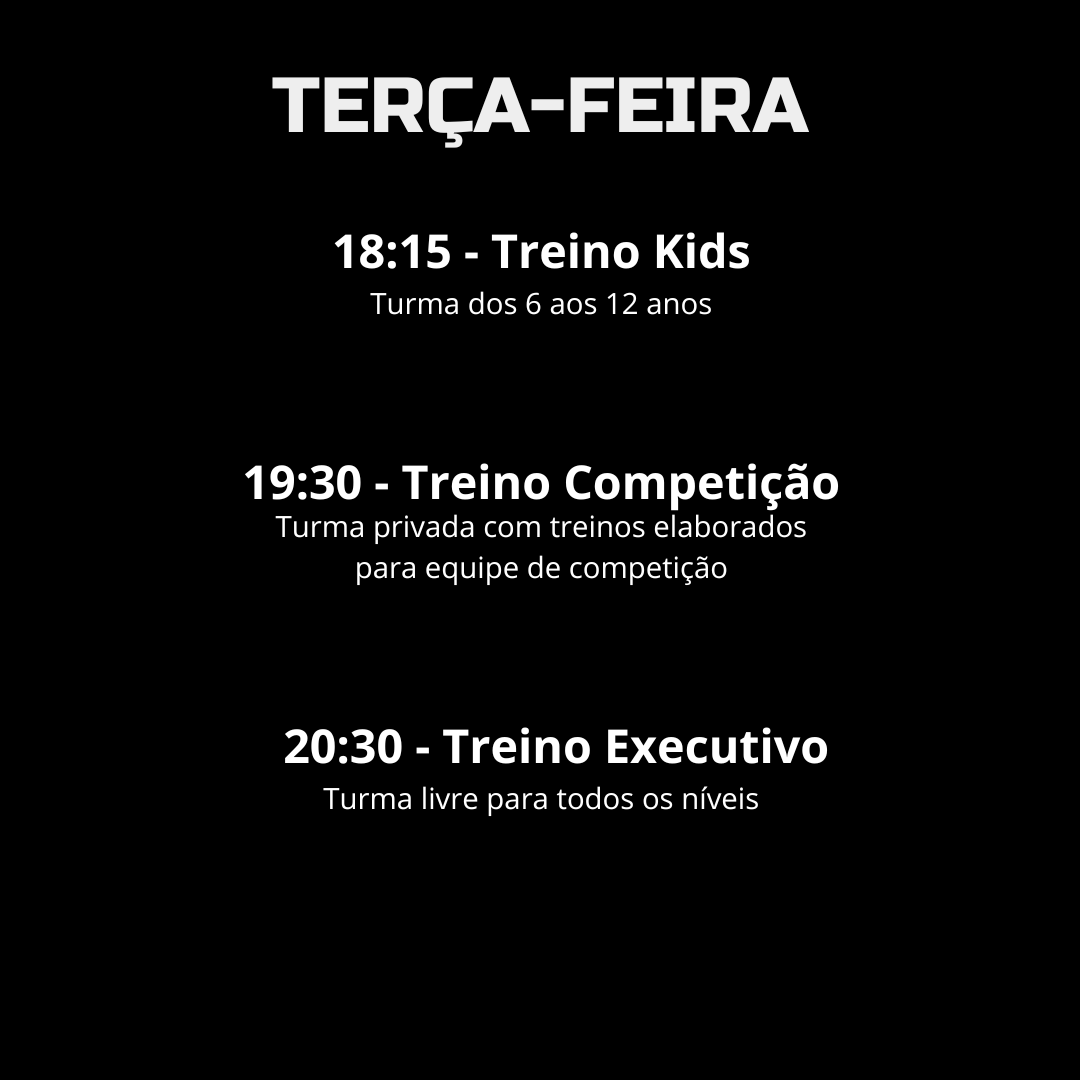 TERÇA-FEIRA
18:15 - Treino Kids
Turma dos 6 aos 12 anos
19:30 - Treino Competição
Turma privada com treinos elaborados
para equipe de competição
20:30 - Treino Executivo
Turma livre para todos os níveis